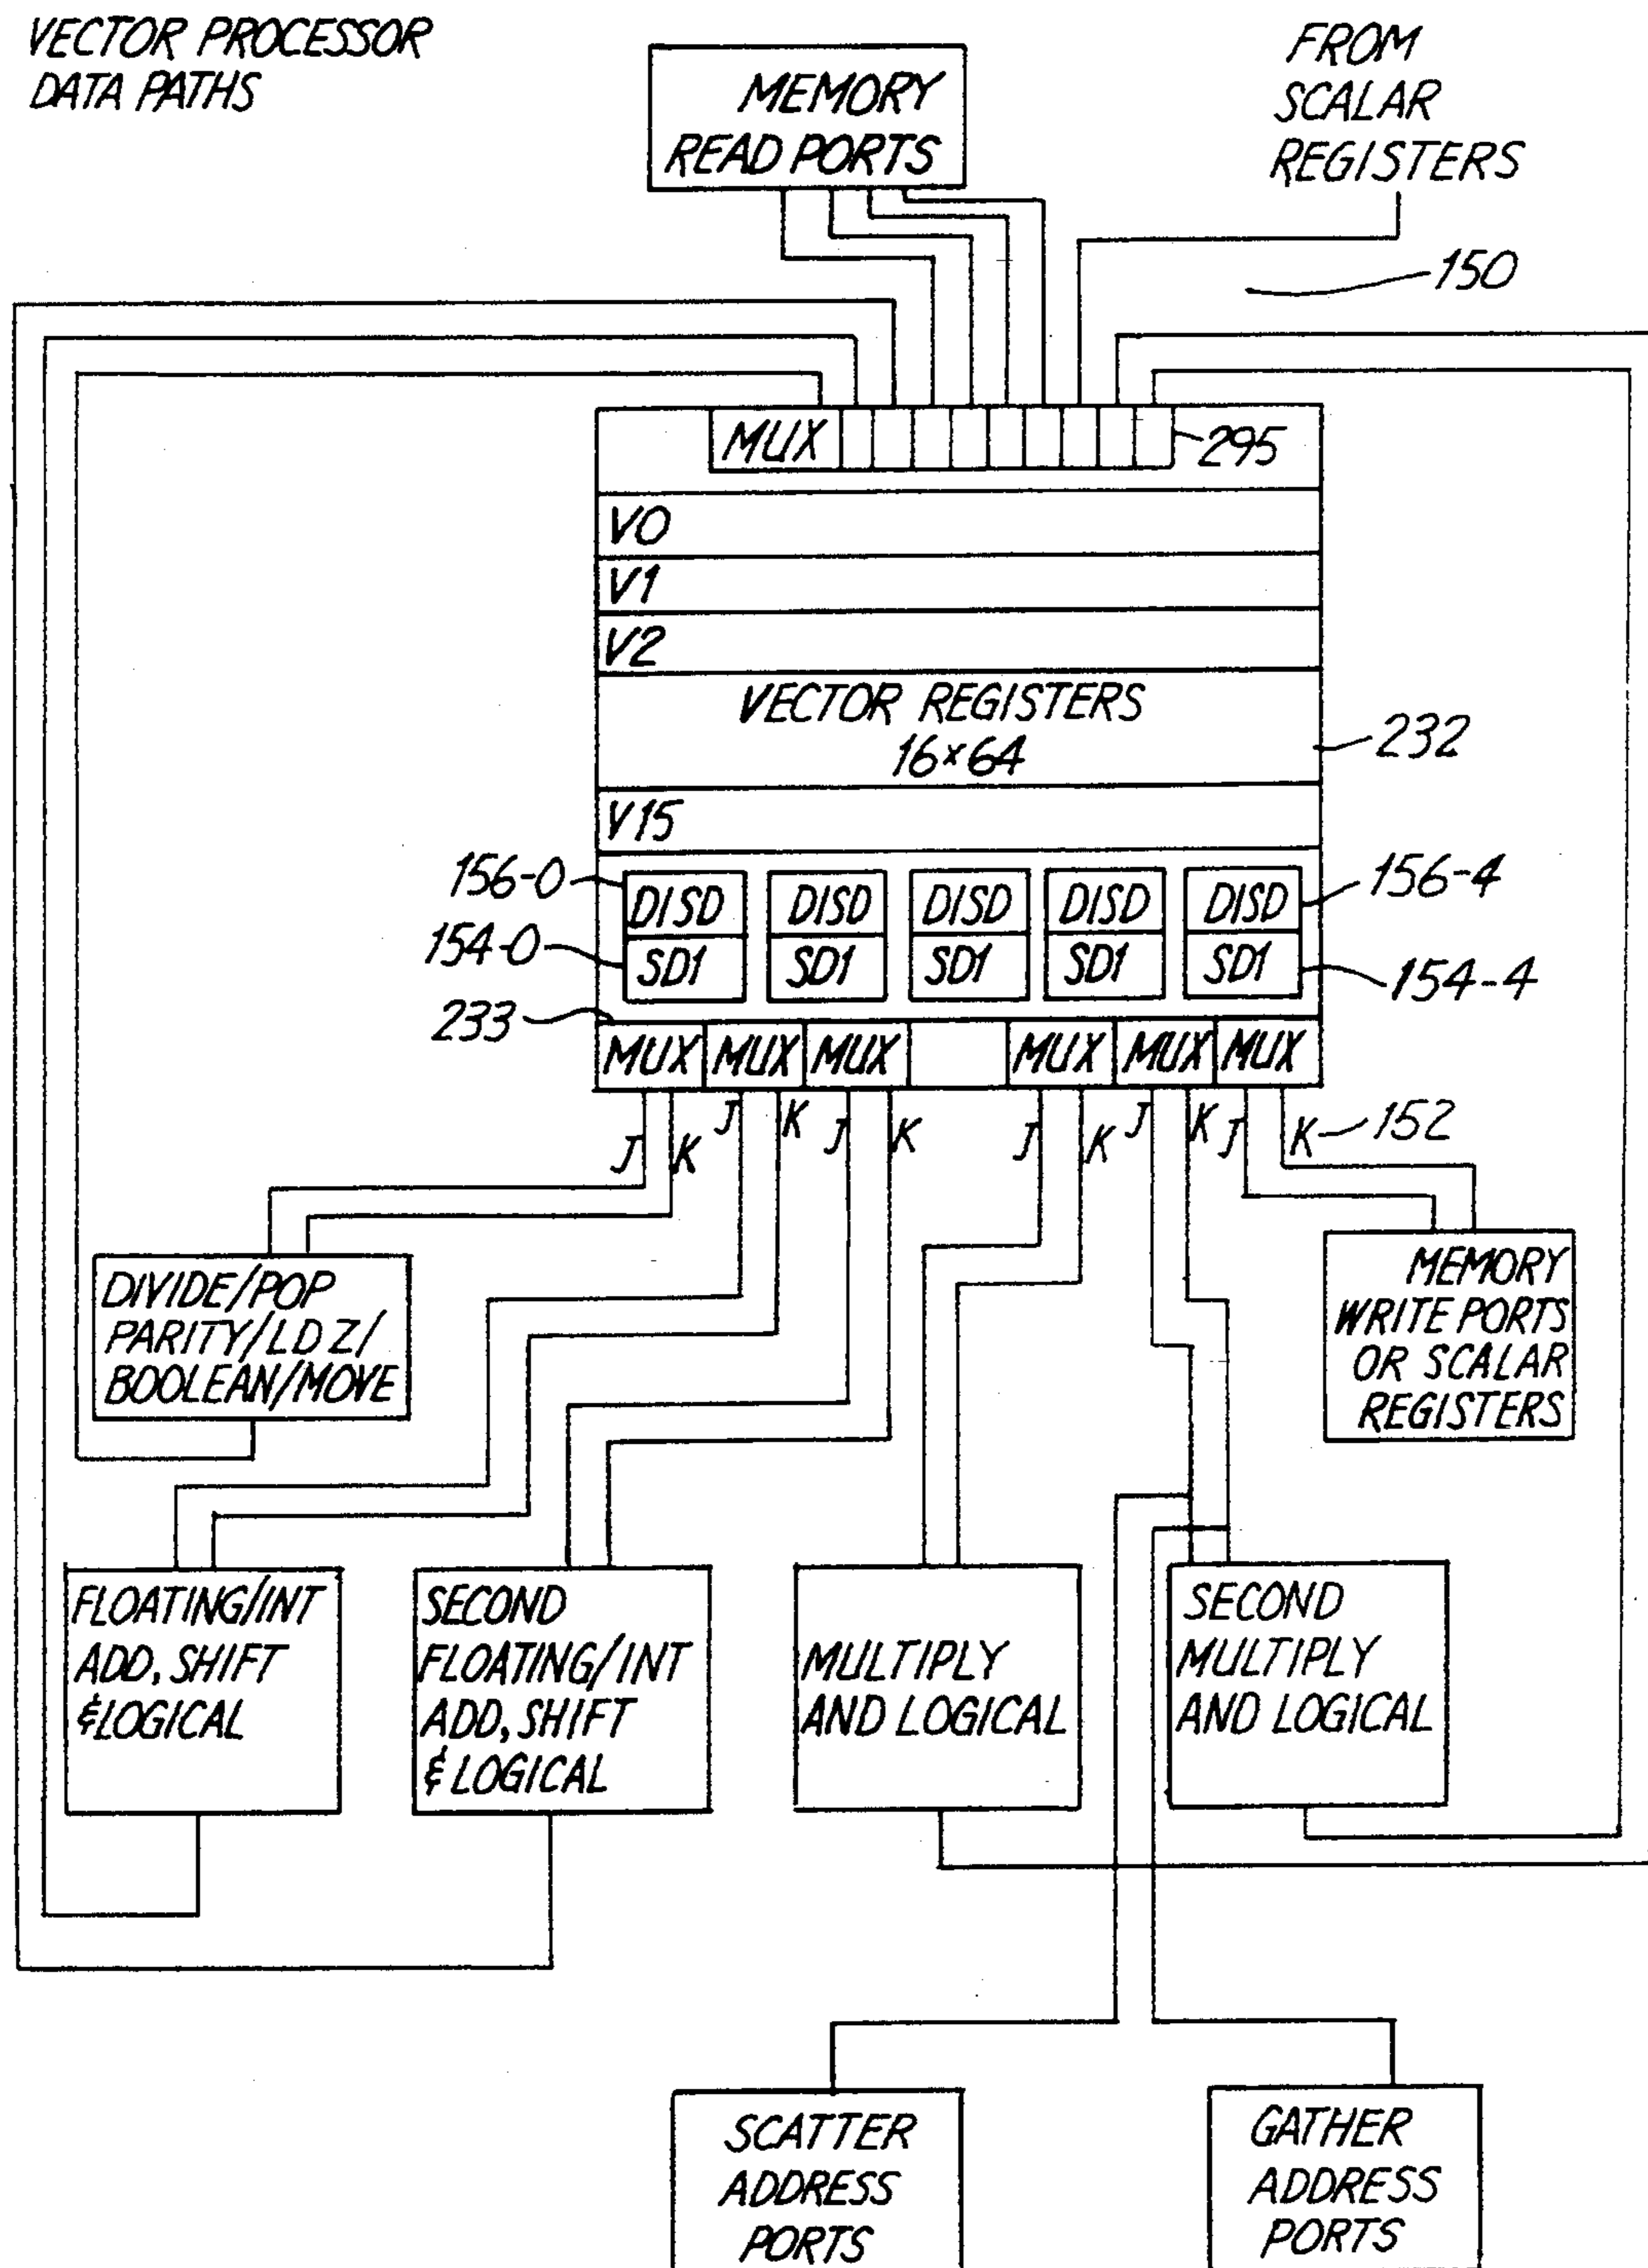 VECTOR PROCESSOR
DATA PATHS
MEMORY
READ PORTS
FROM
SCALAR
REGISTERS
150
MUX
295
V0
V1
V2
VECTOR REGISTERS
16×64
232
V15
156-0
DISD DISD DISD DISD DISD
156-4
154-0
SD1 SD1 SD1 SD1 SD1
154-4
233
MUX MUX MUX MUX MUX MUX
J K J K J K J K J K J K
152
DIVIDE/POP
PARITY/LDZ/
BOOLEAN/MOVE
MEMORY
WRITE PORTS
OR SCALAR
REGISTERS
FLOATING/INT
ADD, SHIFT
&LOGICAL
SECOND
FLOATING/INT
ADD, SHIFT
& LOGICAL
MULTIPLY
AND LOGICAL
SECOND
MULTIPLY
AND LOGICAL
SCATTER
ADDRESS
PORTS
GATHER
ADDRESS
PORTS